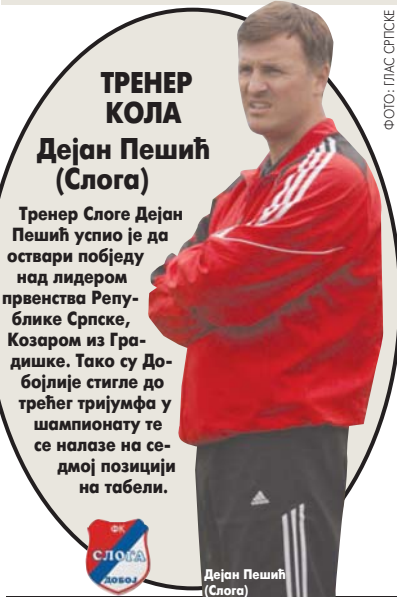 ТРЕНЕР
КОЛА
Дејан Пешић
(Слога)
Тренер Слоге Дејан
Пешић успио је да
оствари побједу
над лидером
првенства Репу-
блике Српске,
Козаром из Гра-
дишке. Тако су До-
бојлије стигле до
трећег тријумфа у
шампионату те
се налазе на се-
дмој позицији
на табели.
ФК
СЛОГА
ДОБОЈ
adidas
Дејан Пешић
(Слога)
ФОТО: ГЛАС СРПСКЕ